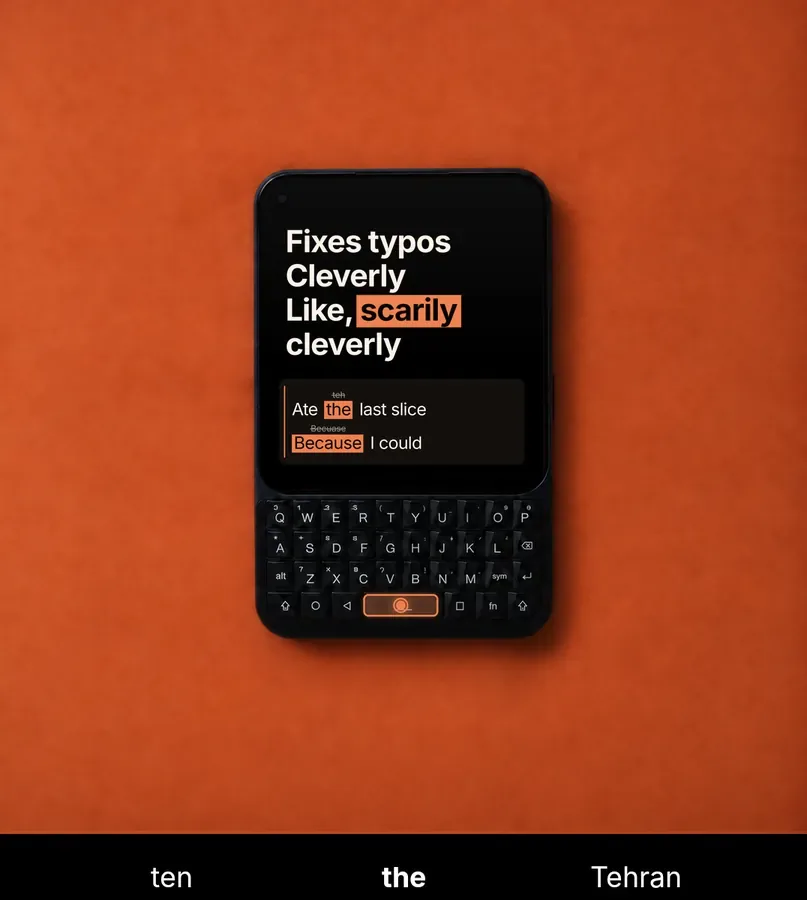 Fixes typos
Cleverly
Like, scarily
cleverly
teh
Ate the last slice
Becuose
Because I could
Q W E R T Y U I O P
A S D F G H J K L
alt Z X C V B N M sym
fn
ten the Tehran